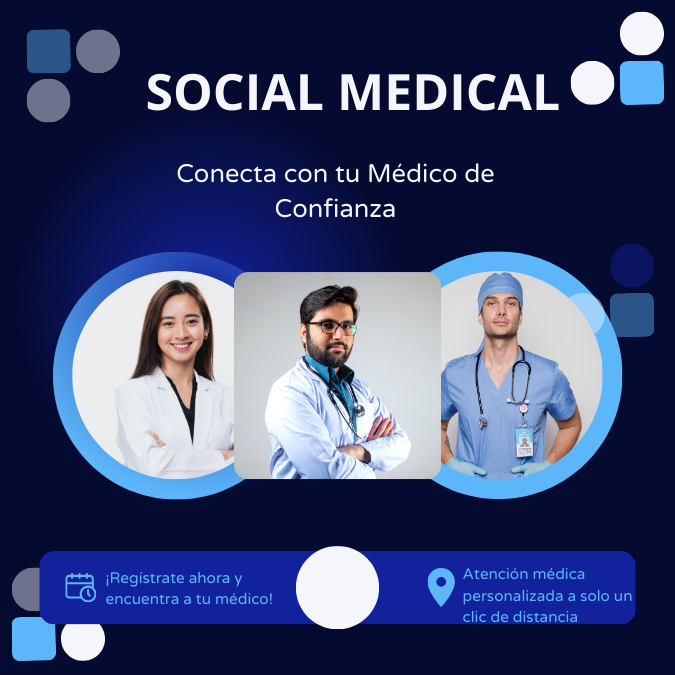 SOCIAL MEDICAL
Conecta con tu Médico de
Confianza
¡Regístrate ahora y
encuentra a tu médico!
Atención médica
personalizada a solo un
clic de distancia